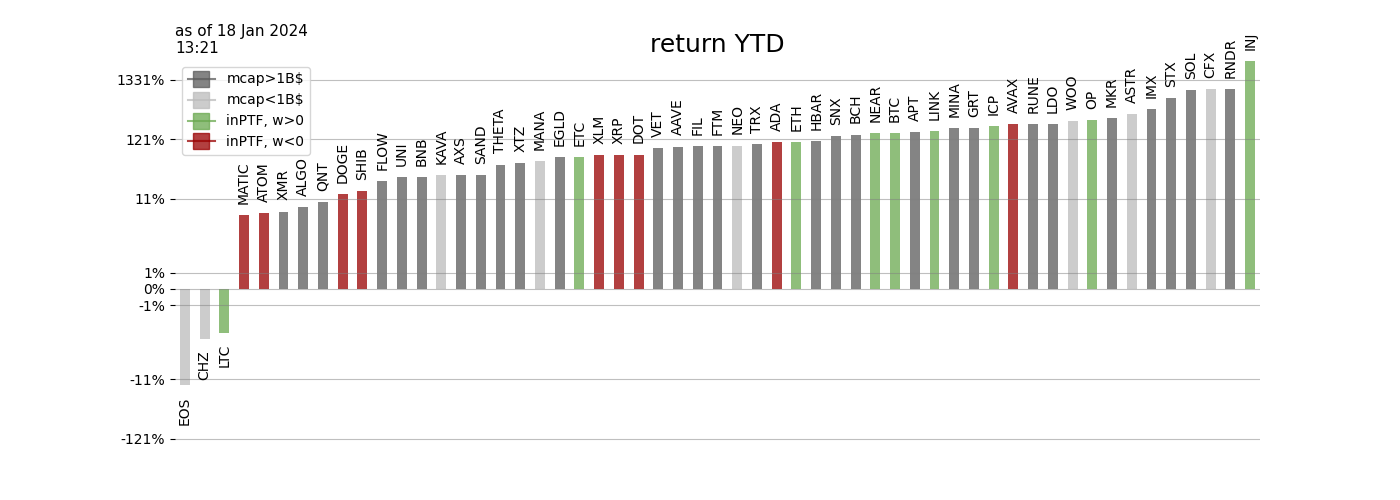 as of 18 Jan 2024
13:21
return YTD
mcap>1B$
mcap<1B$
inPTF, w>0
inPTF, w<0
1331%
121%
11%
1%
0%
-1%
-11%
-121%
EOS
CHZ
LTC
MATIC
ATOM
XMR
ALGO
QNT
DOGE
SHIB
FLOW
UNI
BNB
KAVA
AXS
SAND
THETA
XTZ
MANA
EGLD
ETC
XLM
XRP
DOT
VET
AAVE
FIL
FTM
NEO
TRX
ADA
ETH
HBAR
SNX
BCH
NEAR
BTC
APT
LINK
MINA
GRT
ICP
AVAX
RUNE
LDO
WOO
OP
MKR
ASTR
IMX
STX
SOL
CFX
RNDR
INJ